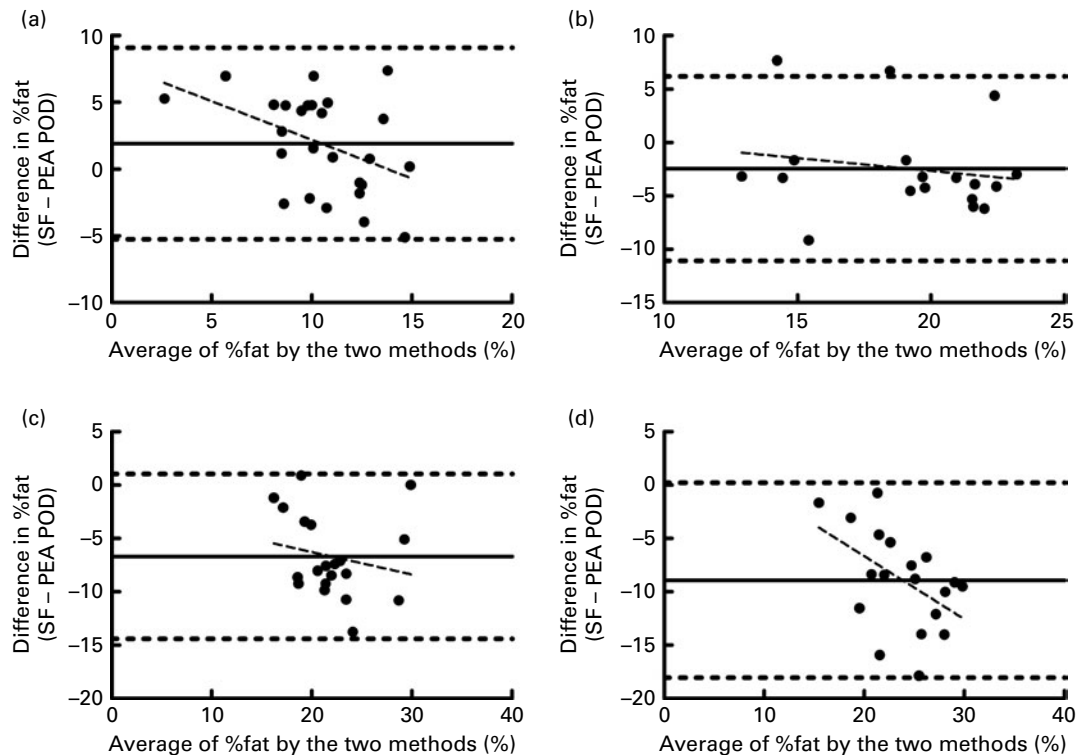 (a)
10
5
0
–5
–10
0
5
10
15
20
Difference in %fat
(SF – PEA POD)
Average of %fat by the two methods (%)
(b)
10
5
0
–5
–10
–15
10
15
20
25
Difference in %fat
(SF – PEA POD)
Average of %fat by the two methods (%)
(c)
5
0
–5
–10
–15
–20
0
10
20
30
40
Difference in %fat
(SF – PEA POD)
Average of %fat by the two methods (%)
(d)
5
0
–5
–10
–15
–20
0
10
20
30
40
Difference in %fat
(SF – PEA POD)
Average of %fat by the two methods (%)